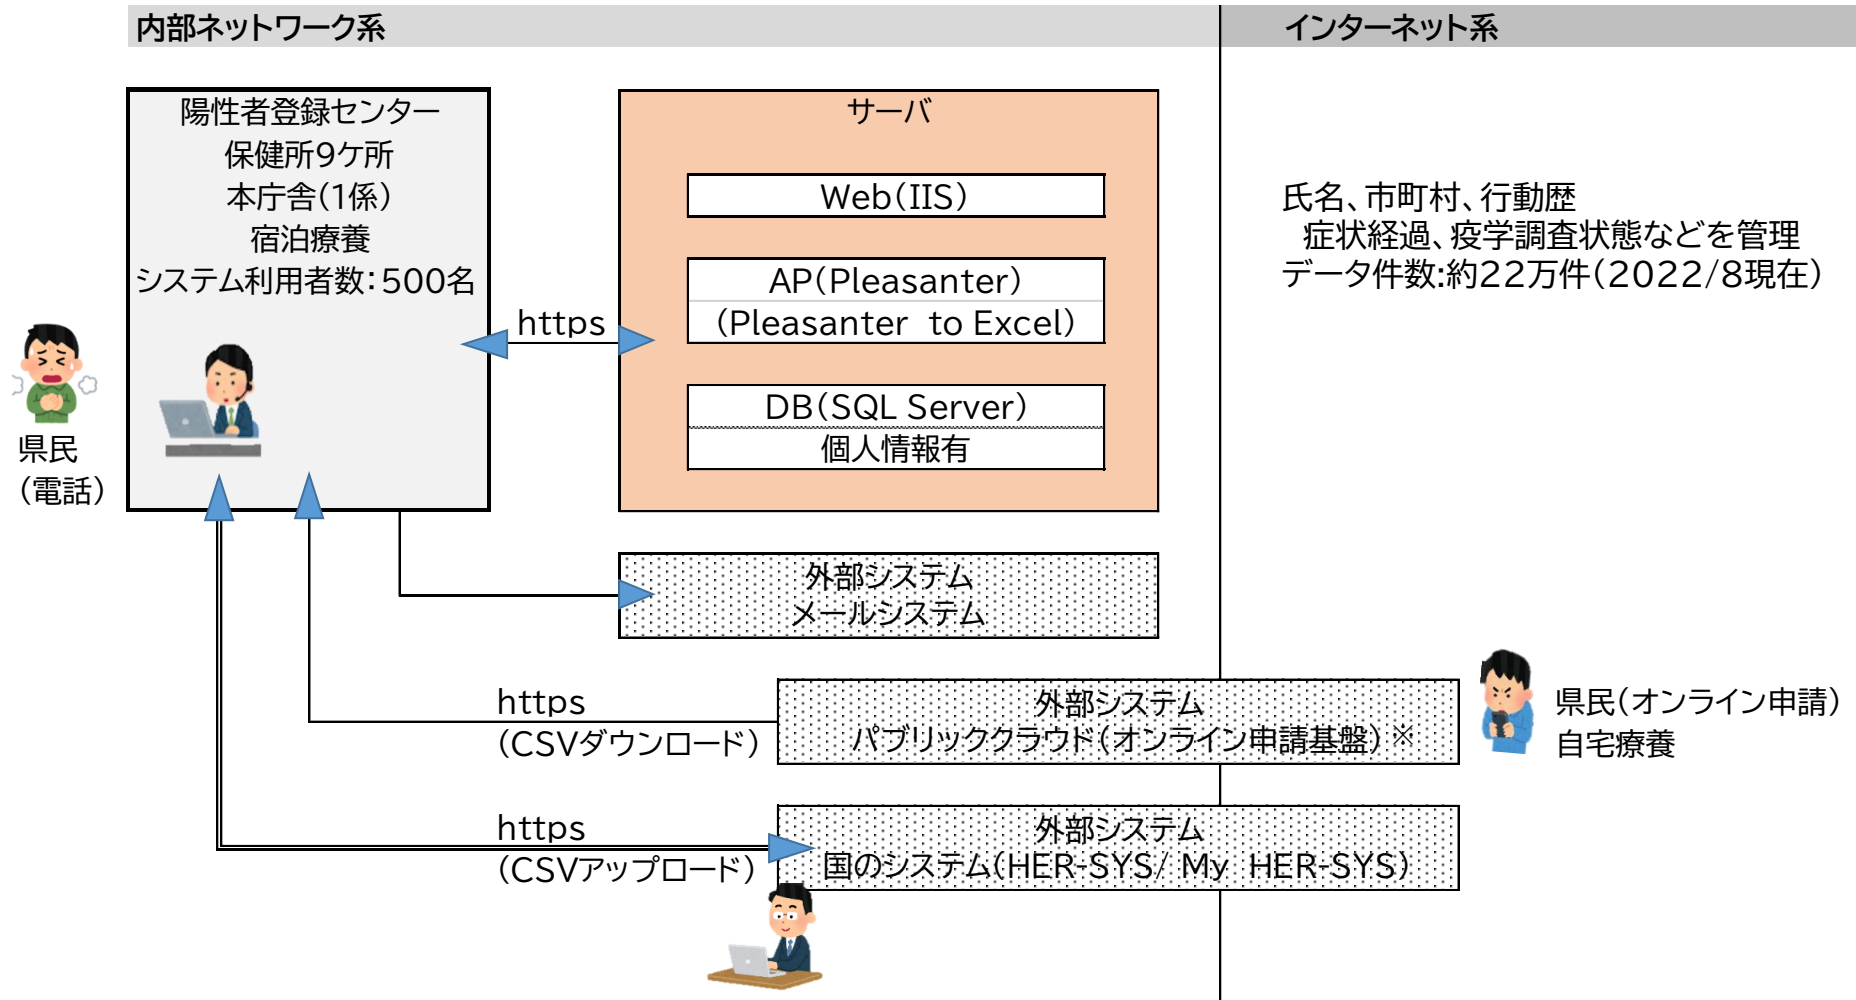 内部ネットワーク系
インターネット系
陽性者登録センター
保健所9ケ所
本庁舎(1係)
宿泊療養
システム利用者数:500名
県民
(電話)
https
サーバ
Web(IIS)
AP(Pleasanter)
(Pleasanter to Excel)
DB(SQL Server)
個人情報有
氏名、市町村、行動歴
症状経過、疫学調査状態などを管理
データ件数:約22万件(2022/8現在)
外部システム
メールシステム
https
(CSVダウンロード)
外部システム
パブリッククラウド(オンライン申請基盤)※
県民(オンライン申請)
自宅療養
https
(CSVアップロード)
外部システム
国のシステム(HER-SYS/ My HER-SYS)